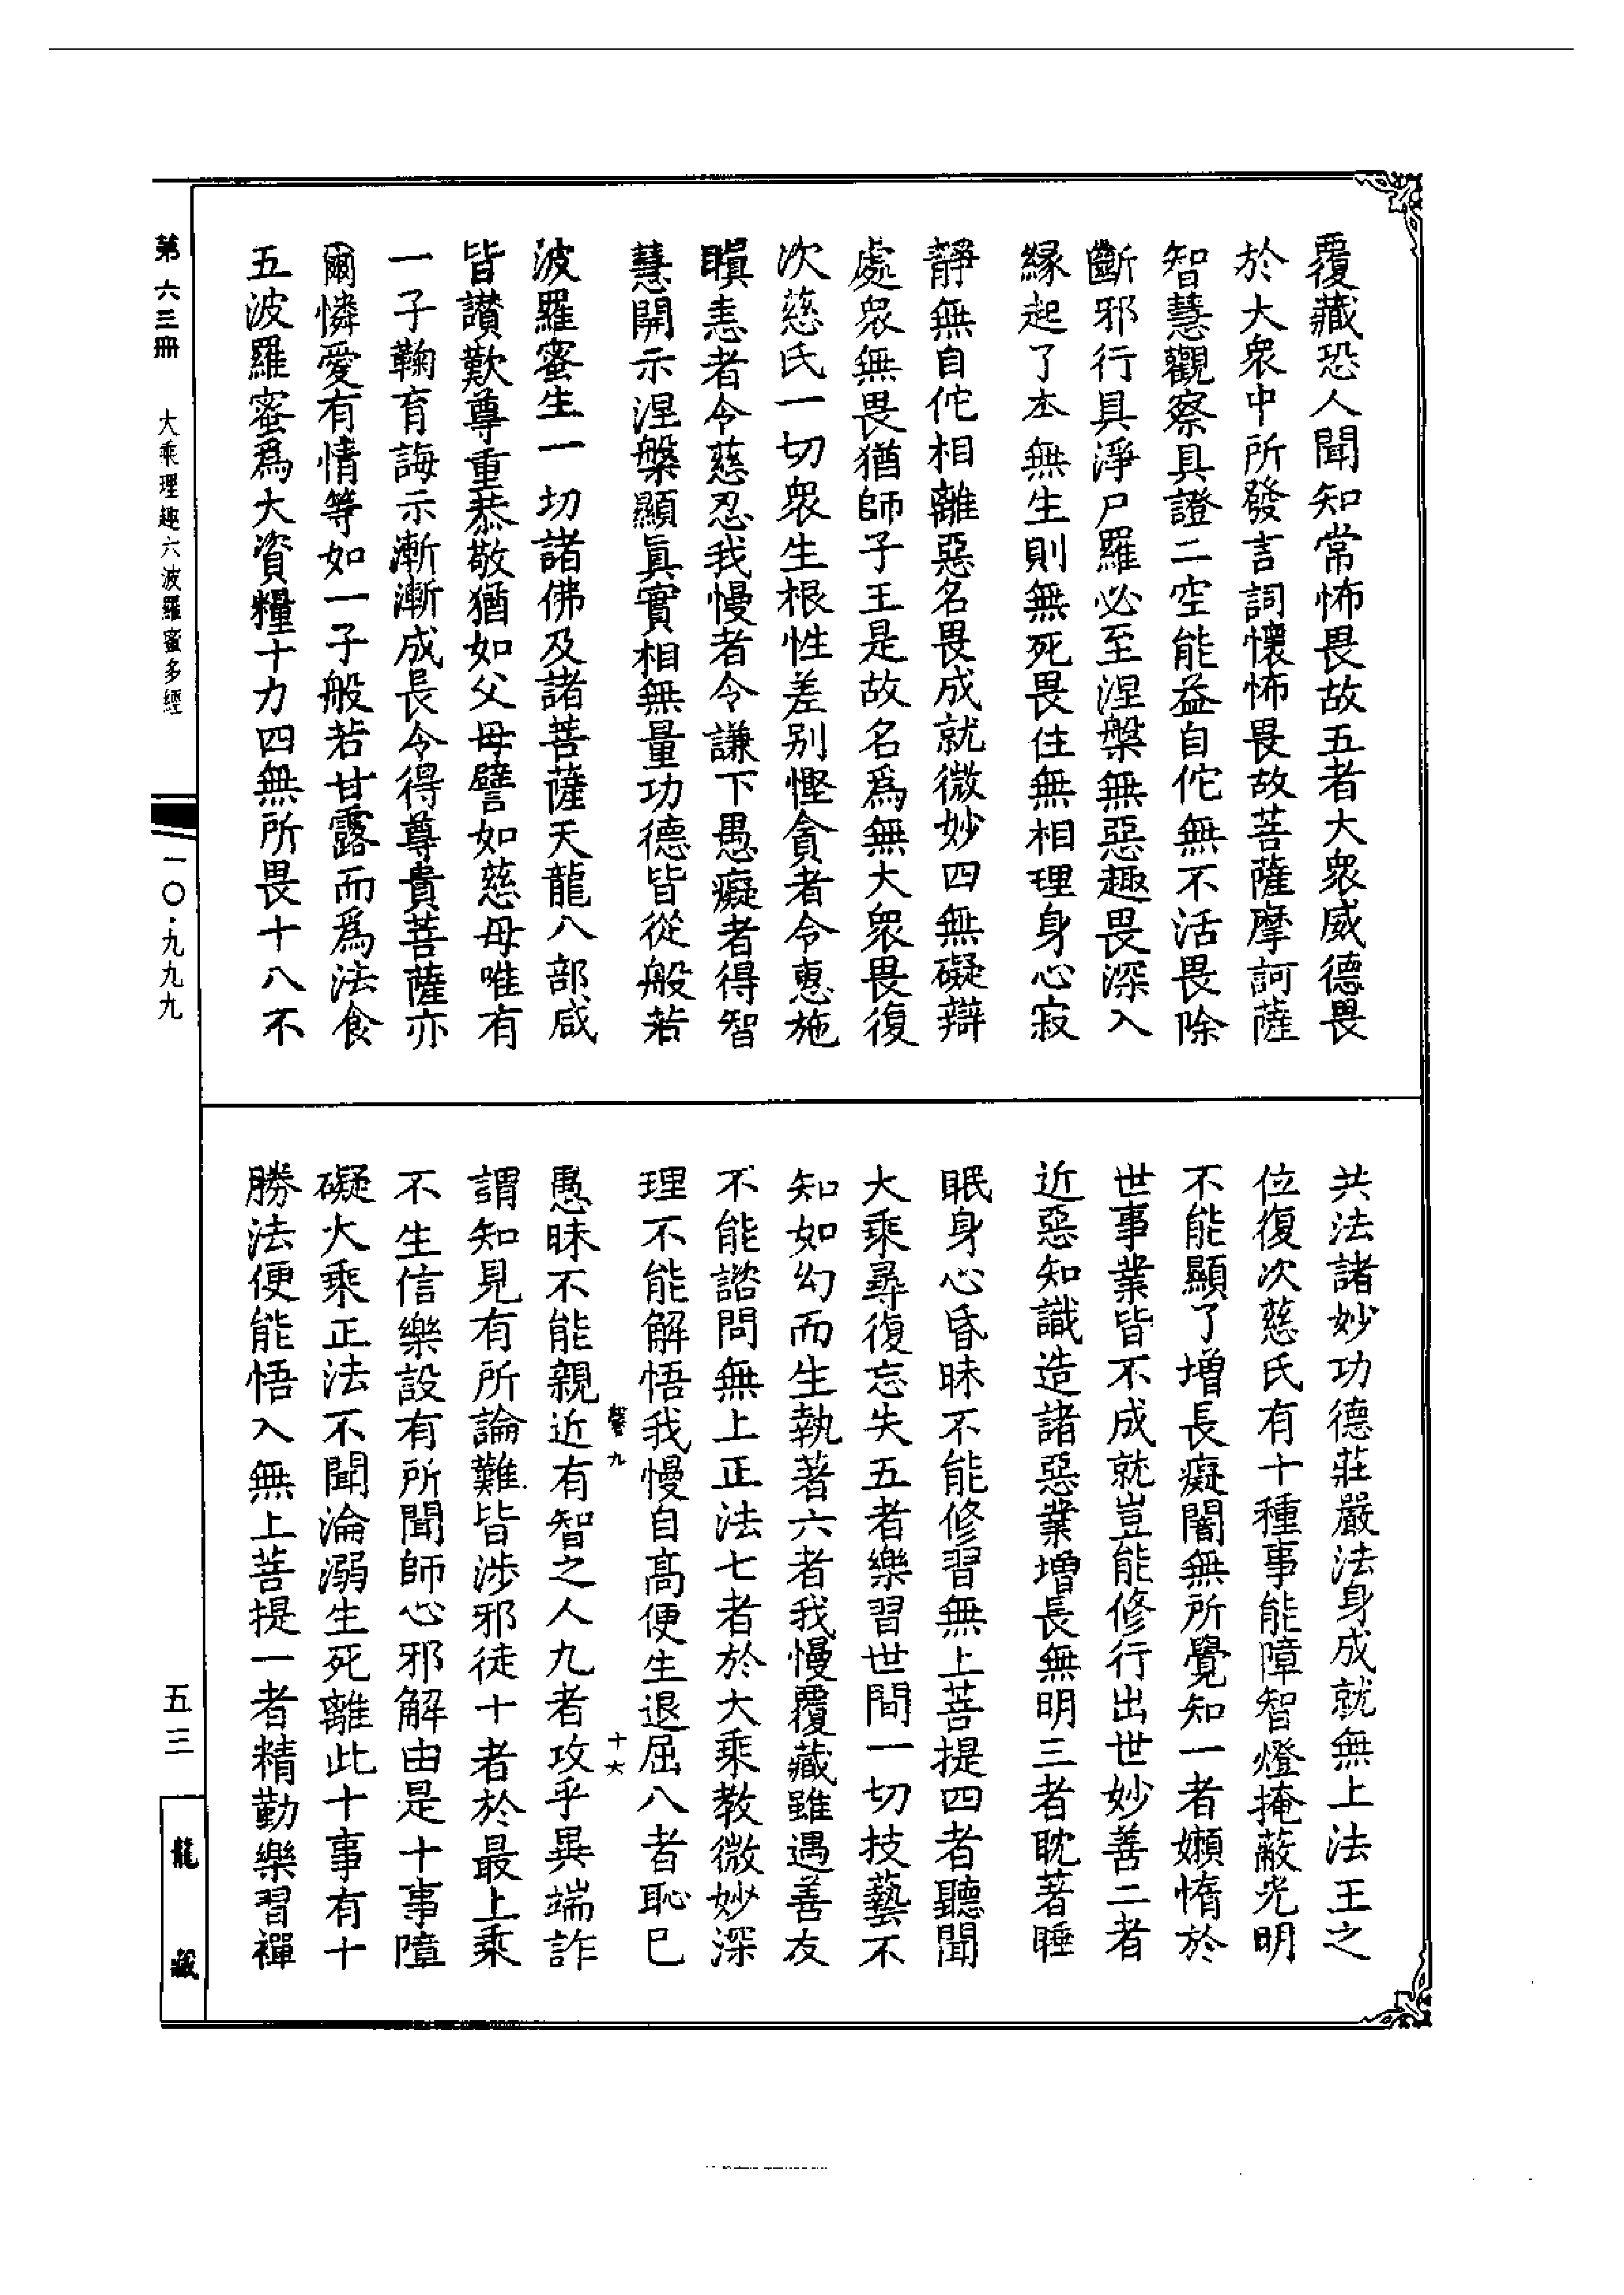 覆藏恐人聞知常怖畏故五者大衆威德畏
於大衆中所發言詞懷怖畏故菩薩摩訶薩
智慧觀察具證二空能益自佗無不活畏除
斷邪行具淨尸羅必至涅槃無惡趣畏深入
緣起了本無生則無死畏住無相理身心寂
靜無自佗相離惡名畏成就微妙四無礙辯
處衆無畏猶師子王是故名爲無大衆畏復
次慈氏一切衆生根性差別慳貪者令惠施
瞋恚者令慈忍我慢者令謙下愚癡者得智
慧開示涅槃顯眞實相無量功德皆從般若
波羅蜜生一切諸佛及諸菩薩天龍八部咸
皆讚歎尊重恭敬猶如父母譬如慈母唯有
一子鞠育誨示漸漸成長令得尊貴菩薩亦
爾憐愛有情等如一子般若甘露而爲法食
五波羅蜜爲大資糧十力四無所畏十八不
共法諸妙功德莊嚴法身成就無上法王之
位復次慈氏有十種事能障智燈掩蔽光明
不能顯了增長癡闇無所覺知一者嬾惰於
世事業皆不成就豈能修行出世妙善二者
近惡知識造諸惡業增長無明三者耽著睡
眠身心昏昧不能修習無上菩提四者聽聞
大乘尋復忘失五者樂習世間一切技藝不
知如幻而生執著六者我慢覆藏雖遇善友
不能諮問無上正法七者於大乘教微妙深
理不能解悟我慢自高便生退屈八者恥己
馨九 十六
愚昧不能親近有智之人九者攻乎異端詐
謂知見有所論難皆涉邪徒十者於最上乘
不生信樂設有所聞師心邪解由是十事障
礙大乘正法不聞淪溺生死離此十事有十
勝法便能悟入無上菩提一者精勤樂習禪
第六三冊 大乘理趣六波羅蜜多經
一〇·九九九
五三
龍藏